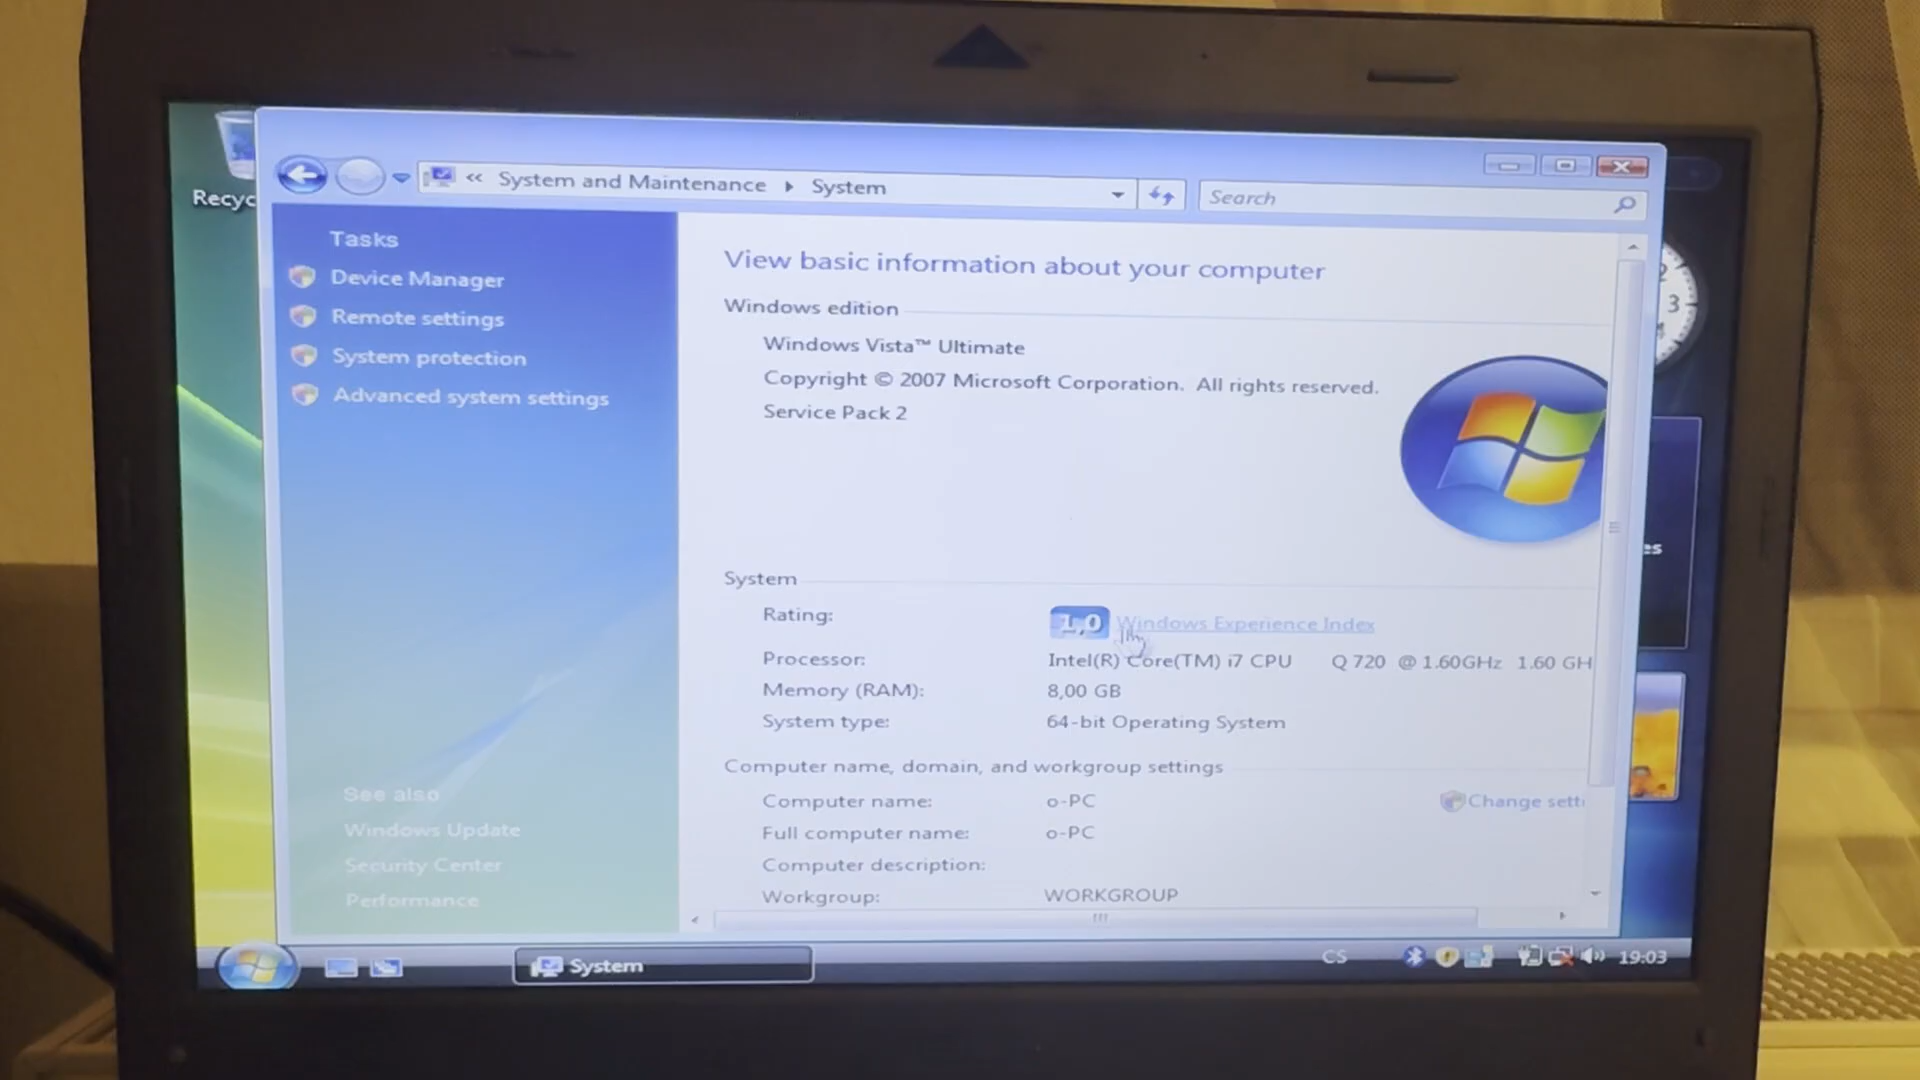 Recyc
« System and Maintenance ▸ System
Search
Tasks
Device Manager
Remote settings
System protection
Advanced system settings
See also
Windows Update
Security Center
Performance
View basic information about your computer
Windows edition
Windows Vista™ Ultimate
Copyright © 2007 Microsoft Corporation. All rights reserved.
Service Pack 2
System
Rating: 1,0 Windows Experience Index
Processor: Intel(R) Core(TM) i7 CPU Q 720 @ 1.60GHz 1.60 GH
Memory (RAM): 8,00 GB
System type: 64-bit Operating System
Computer name, domain, and workgroup settings
Computer name: o-PC
Change setti
Full computer name: o-PC
Computer description:
Workgroup: WORKGROUP
3
es
System
CS
19:03